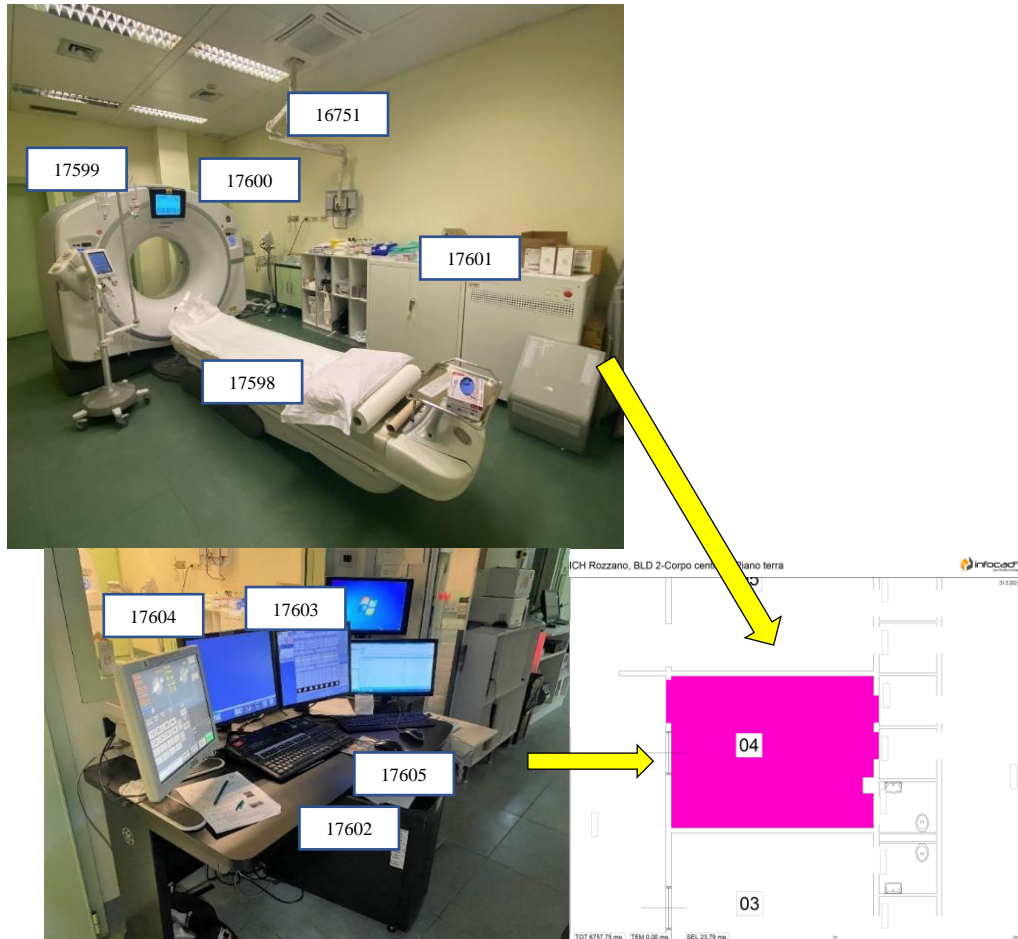 16751
17599
17600
17601
17598
ICH Rozzano, BLD 2-Corpo cent
Piano terra
infocad
17604
17603
04
17605
17602
03
TOT 6757.75 mq. TEM 0.00 mq. SEL 23.79 mq.